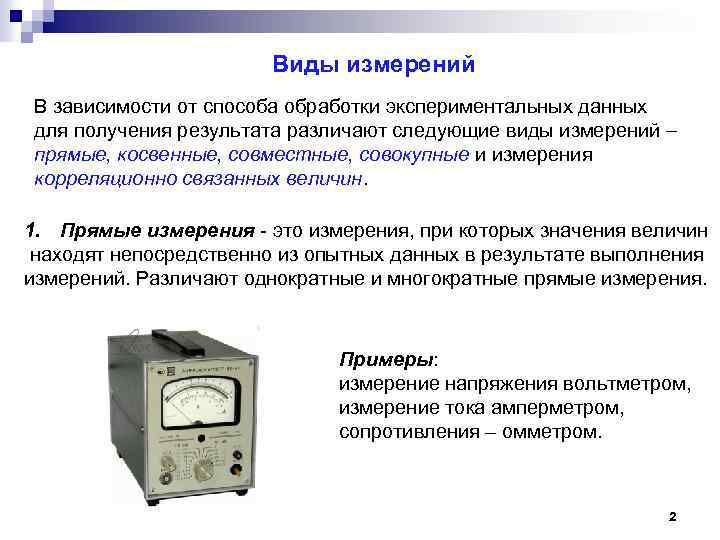 Виды измерений
В зависимости от способа обработки экспериментальных данных
для получения результата различают следующие виды измерений –
прямые, косвенные, совместные, совокупные и измерения
корреляционно связанных величин.
1. Прямые измерения - это измерения, при которых значения величин
находят непосредственно из опытных данных в результате выполнения
измерений. Различают однократные и многократные прямые измерения.
Примеры:
измерение напряжения вольтметром,
измерение тока амперметром,
сопротивления – омметром.
2